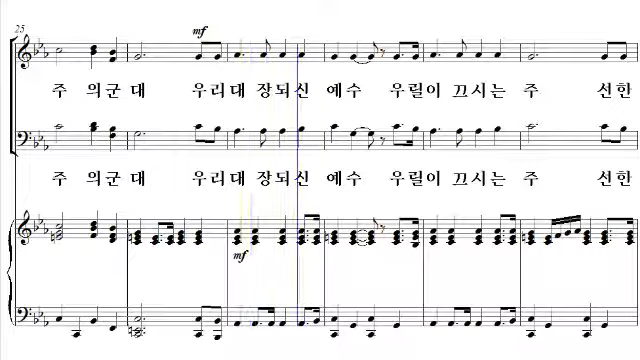 25
mf
주 의군 대 우리대 장되신 예수 우릴이 끄시는 주 선한
주 의군 대 우리대 장되신 예수 우릴이 끄시는 주 선한
mf